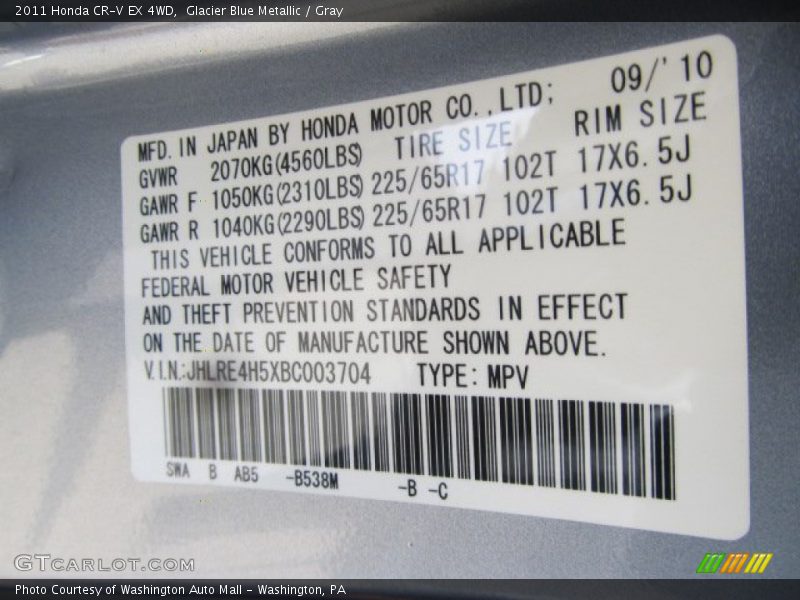 2011 Honda CR-V EX 4WD, Glacier Blue Metallic / Gray
MFD. IN JAPAN BY HONDA MOTOR CO.,LTD; 09/'10
GVWR 2070KG(4560LBS) TIRE SIZE RIM SIZE
GAWR F 1050KG(2310LBS) 225/65R17 102T 17X6.5J
GAWR R 1040KG(2290LBS) 225/65R17 102T 17X6.5J
THIS VEHICLE CONFORMS TO ALL APPLICABLE
FEDERAL MOTOR VEHICLE SAFETY
AND THEFT PREVENTION STANDARDS IN EFFECT
ON THE DATE OF MANUFACTURE SHOWN ABOVE.
V.I.N.:JHLRE4H5XBC003704 TYPE: MPV
SWA B AB5 -B538M -B -C
GTCARLOT.COM
Photo Courtesy of Washington Auto Mall - Washington, PA